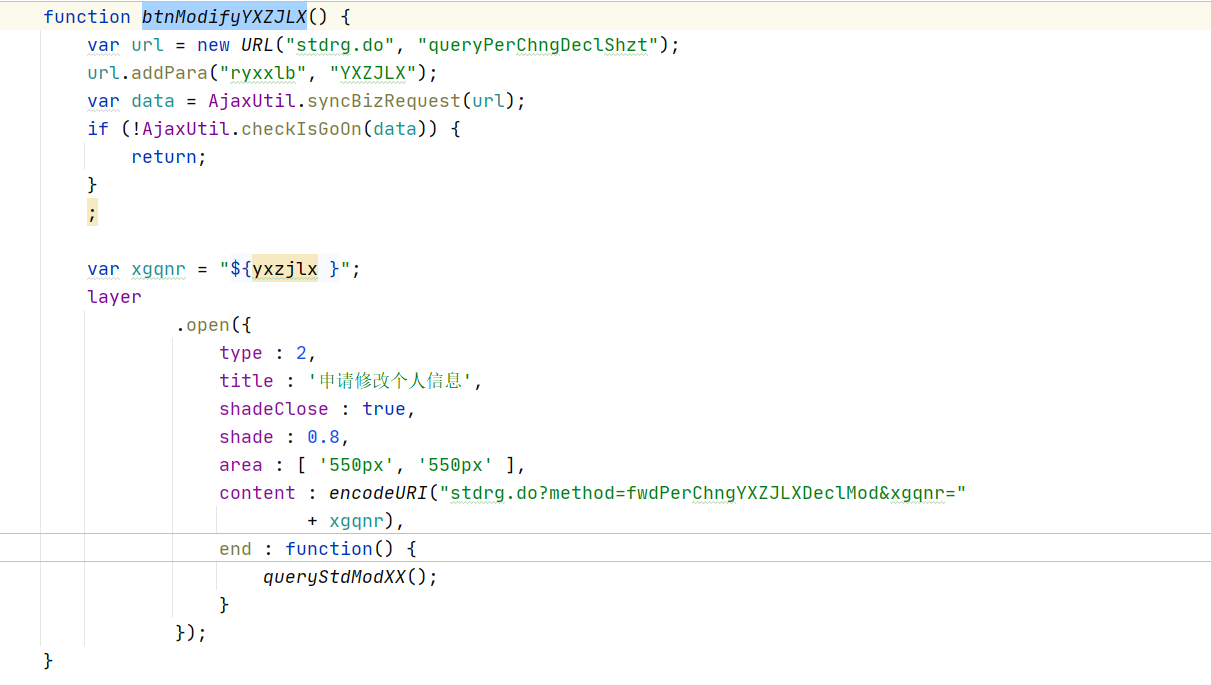 function btnModifyYXZJLX() {
    var url = new URL("stdrg.do", "queryPerChngDeclShzt");
    url.addPara("ryxxlb", "YXZJLX");
    var data = AjaxUtil.syncBizRequest(url);
    if (!AjaxUtil.checkIsGoOn(data)) {
        return;
    }
    ;

    var xgqnr = "${yxzjlx }";
    layer
            .open({
                type : 2,
                title : '申请修改个人信息',
                shadeClose : true,
                shade : 0.8,
                area : [ '550px', '550px' ],
                content : encodeURI("stdrg.do?method=fwdPerChngYXZJLXDeclMod&xgqnr="
                        + xgqnr),
                end : function() {
                    queryStdModXX();
                }
            });
}